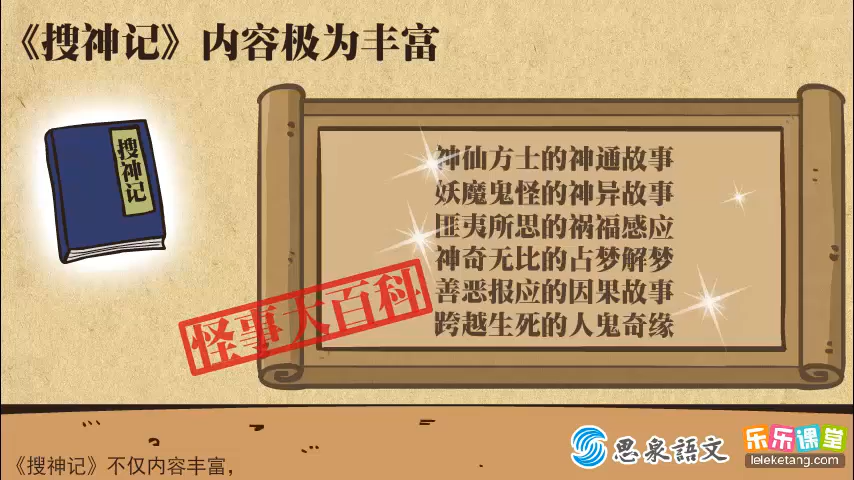 《搜神记》内容极为丰富
搜神记
神仙方士的神通故事
妖魔鬼怪的神异故事
匪夷所思的祸福感应
神奇无比的占梦解梦
善恶报应的因果故事
跨越生死的人鬼奇缘
怪事大百科
《搜神记》不仅内容丰富，
思泉語文
乐乐课堂
leleketang.com